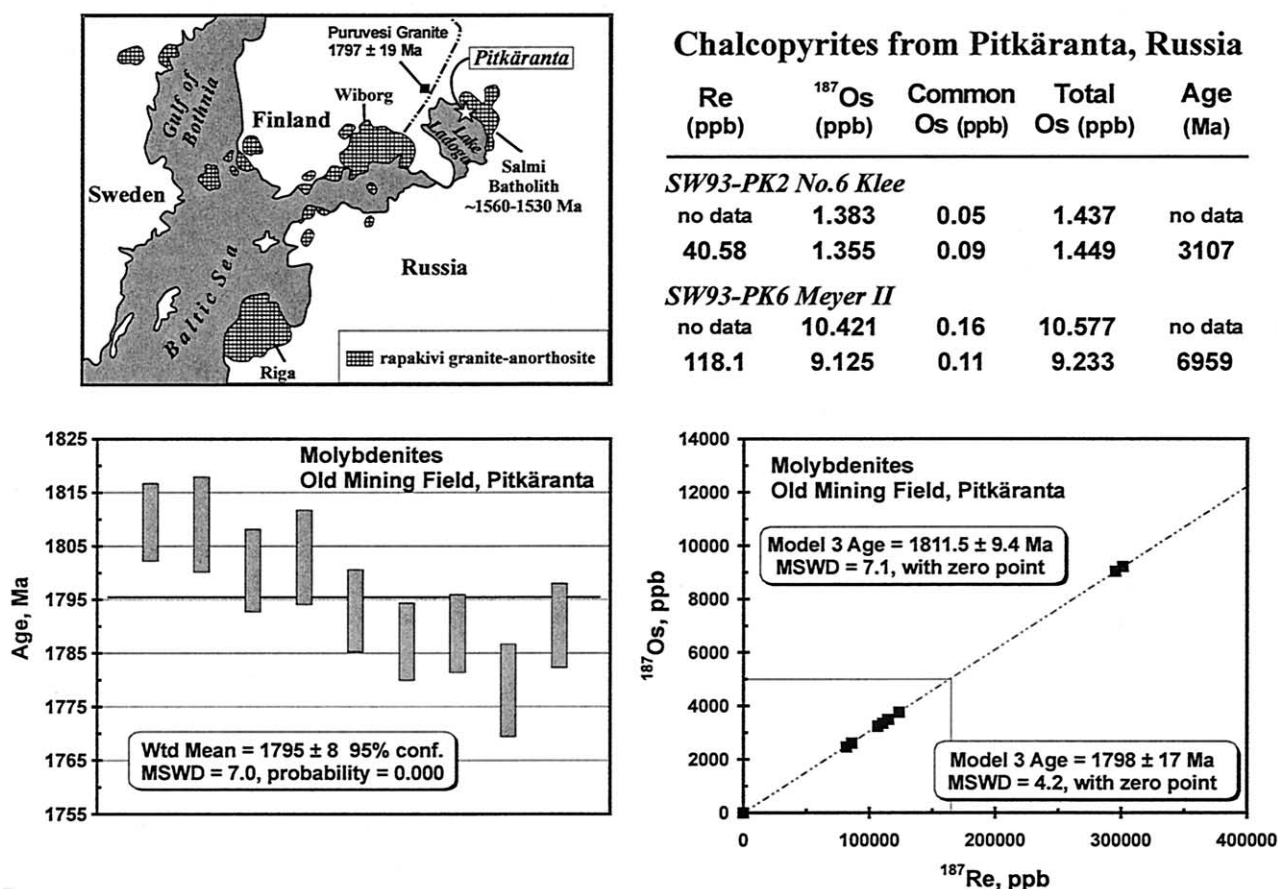 Puruvesi Granite
1797 ± 19 Ma
Pitkäranta
Gulf of
Bothnia
Finland
Wiborg
Lake
Ladoga
Sweden
Salmi
Batholith
~1560-1530 Ma
Russia
Baltic Sea
Riga
rapakivi granite-anorthosite
Chalcopyrites from Pitkäranta, Russia
Re (ppb) ¹⁸⁷Os (ppb) Common Os (ppb) Total Os (ppb) Age (Ma)
SW93-PK2 No.6 Klee
no data 1.383 0.05 1.437 no data
40.58 1.355 0.09 1.449 3107
SW93-PK6 Meyer II
no data 10.421 0.16 10.577 no data
118.1 9.125 0.11 9.233 6959
Molybdenites
Old Mining Field, Pitkäranta
1825
1815
1805
1795
1785
1775
1765
1755
Age, Ma
Wtd Mean = 1795 ± 8 95% conf.
MSWD = 7.0, probability = 0.000
Molybdenites
Old Mining Field, Pitkäranta
Model 3 Age = 1811.5 ± 9.4 Ma
MSWD = 7.1, with zero point
Model 3 Age = 1798 ± 17 Ma
MSWD = 4.2, with zero point
14000
12000
10000
8000
6000
4000
2000
0
¹⁸⁷Os, ppb
0 100000 200000 300000 400000
¹⁸⁷Re, ppb